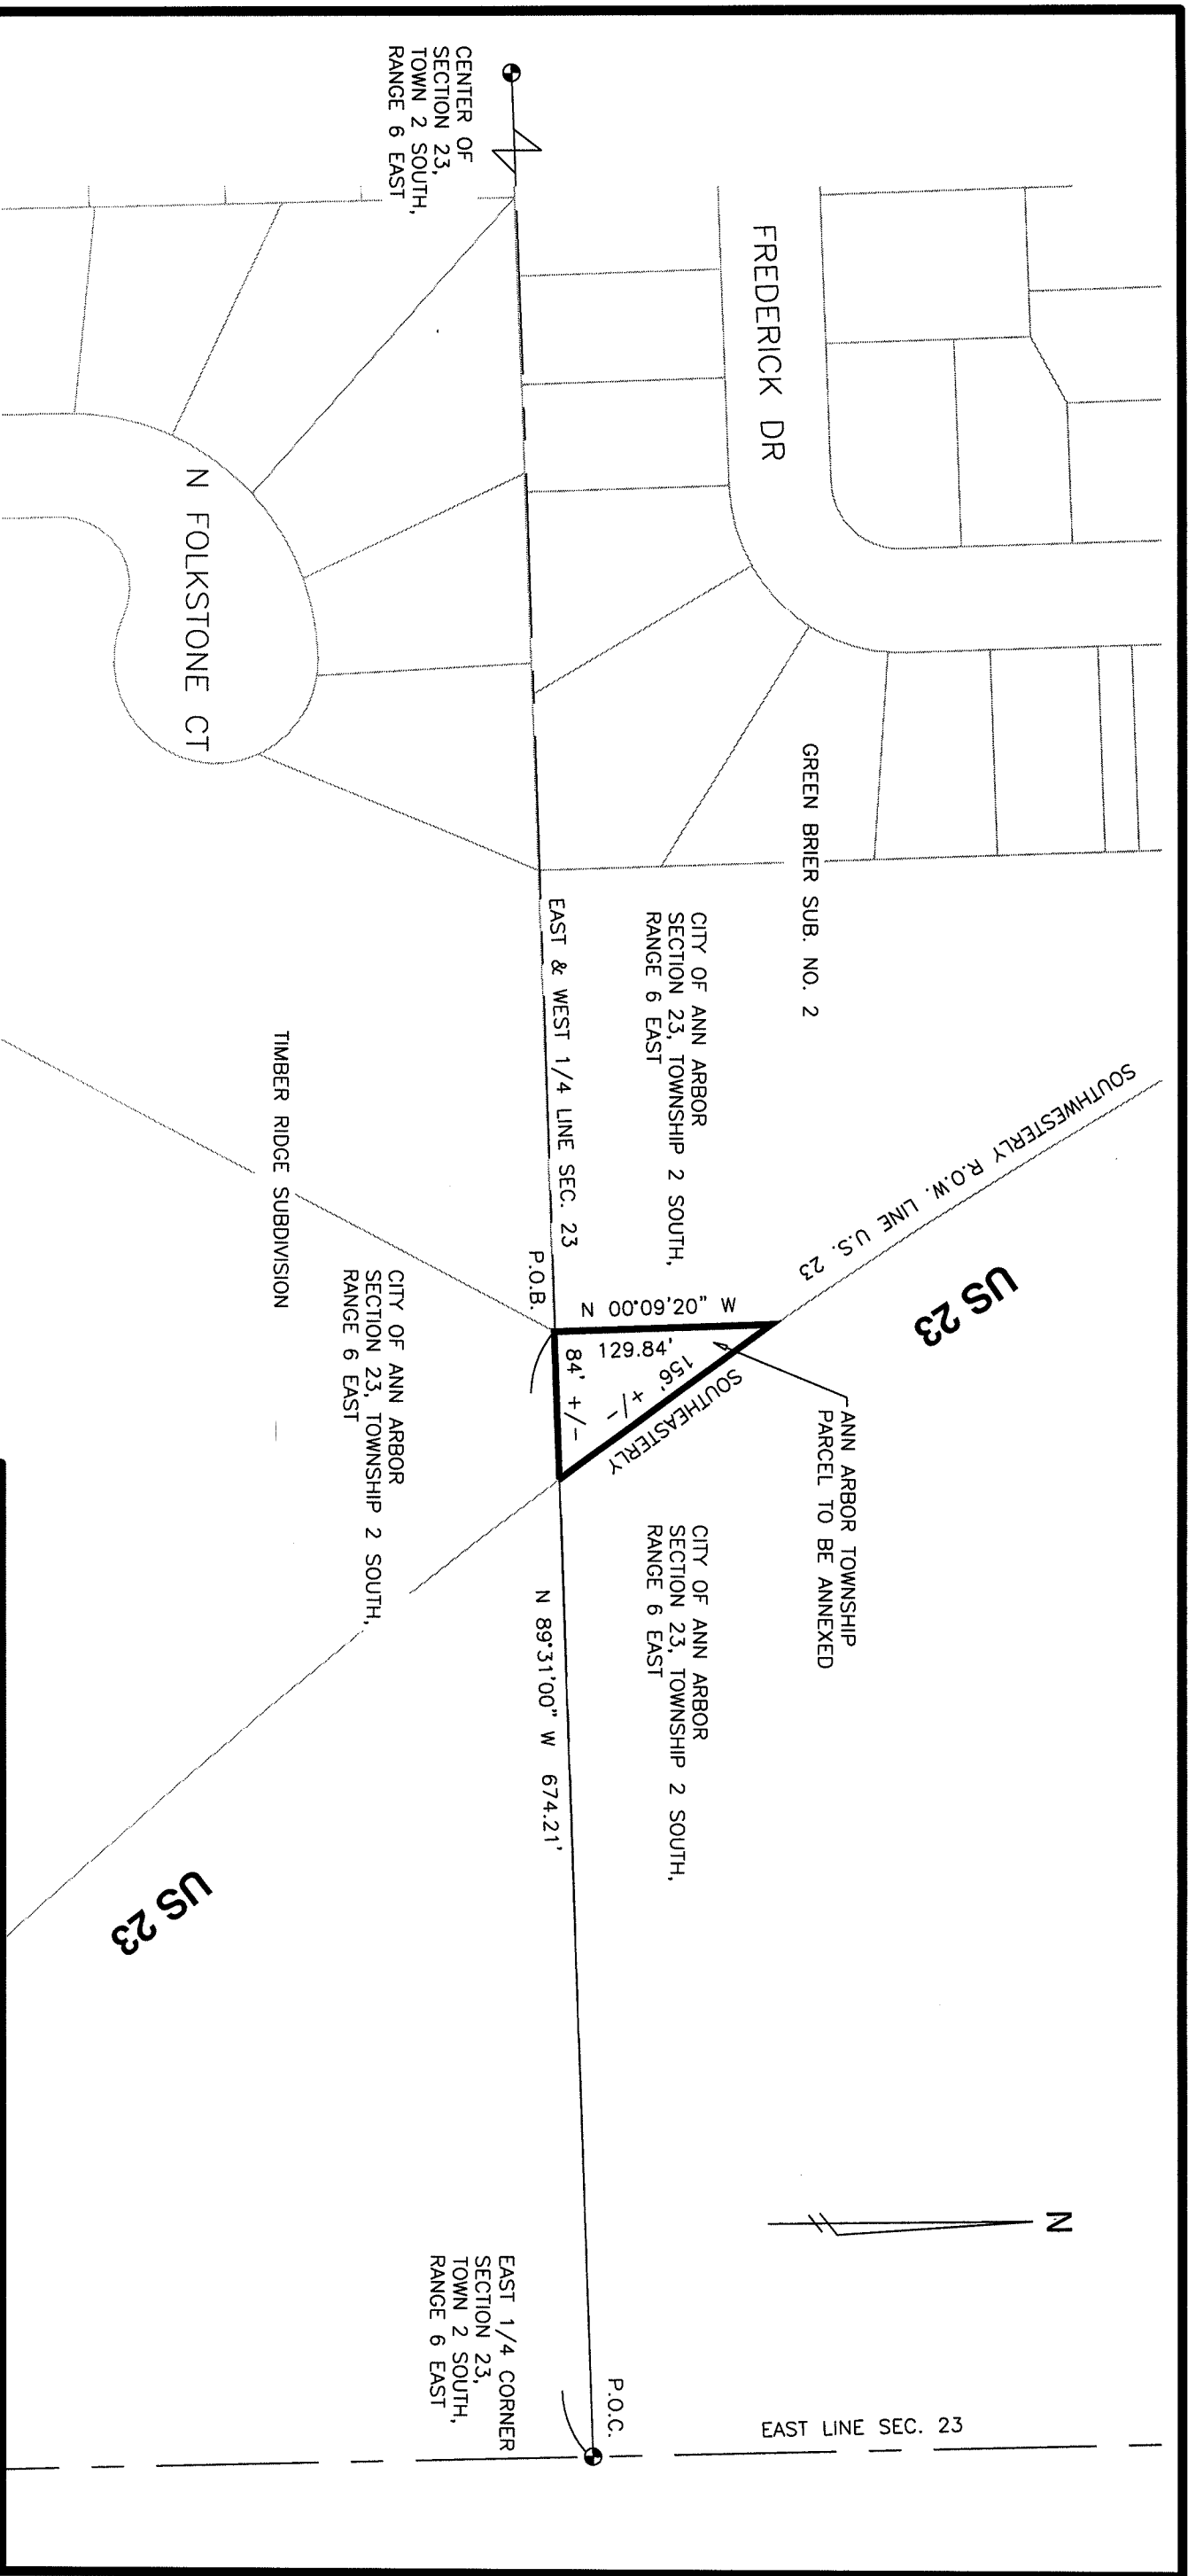 CENTER OF
SECTION 23,
TOWN 2 SOUTH,
RANGE 6 EAST
FREDERICK DR
N FOLKSTONE CT
GREEN BRIER SUB. NO. 2
CITY OF ANN ARBOR
SECTION 23, TOWNSHIP 2 SOUTH,
RANGE 6 EAST
EAST & WEST 1/4 LINE SEC. 23
TIMBER RIDGE SUBDIVISION
SOUTHWESTERLY R.O.W. LINE U.S. 23
US 23
P.O.B.
N 00°09'20" W
129.84'
84' +/-
156' +/-
SOUTHEASTERLY
ANN ARBOR TOWNSHIP
PARCEL TO BE ANNEXED
CITY OF ANN ARBOR
SECTION 23, TOWNSHIP 2 SOUTH,
RANGE 6 EAST
CITY OF ANN ARBOR
SECTION 23, TOWNSHIP 2 SOUTH,
RANGE 6 EAST
N 89°31'00" W 674.21'
US 23
N
EAST 1/4 CORNER
SECTION 23,
TOWN 2 SOUTH,
RANGE 6 EAST
P.O.C.
EAST LINE SEC. 23